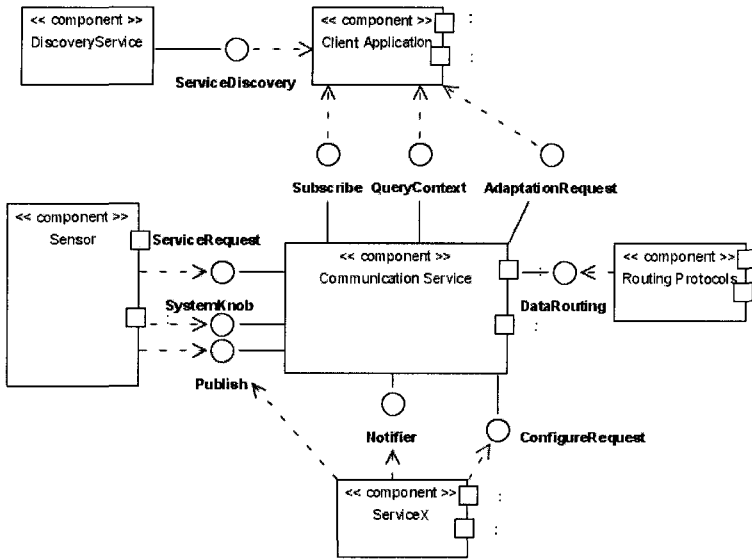 << component >>
DiscoveryService
<< component >>
Client Application
:
:
ServiceDiscovery
Subscribe
QueryContext
AdaptationRequest
<< component >>
Sensor
ServiceRequest
SystemKnob
:
Publish
<< component >>
Communication Service
:
:
DataRouting
<< component >>
Routing Protocols
Notifier
ConfigureRequest
<< component >>
ServiceX
:
: